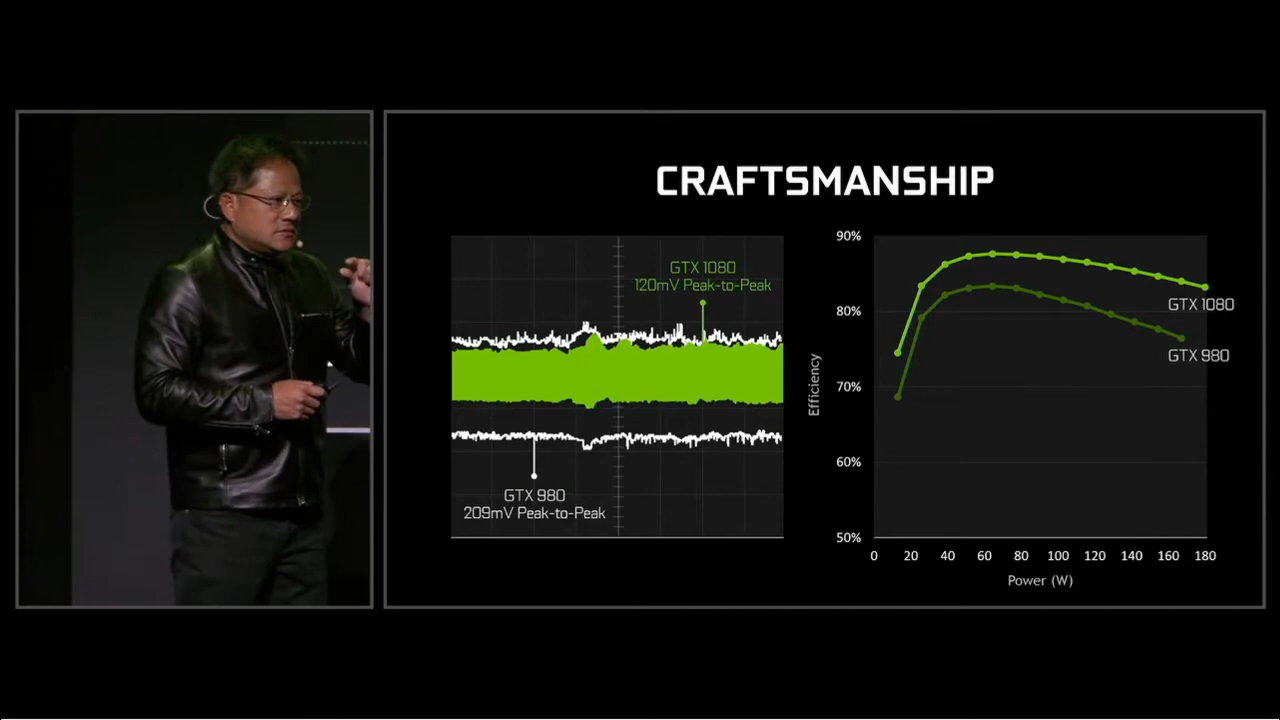 CRAFTSMANSHIP
GTX 1080
120mV Peak-to-Peak
GTX 980
209mV Peak-to-Peak
90%
80%
70%
60%
50%
Efficiency
0 20 40 60 80 100 120 140 160 180
Power (W)
GTX 1080
GTX 980